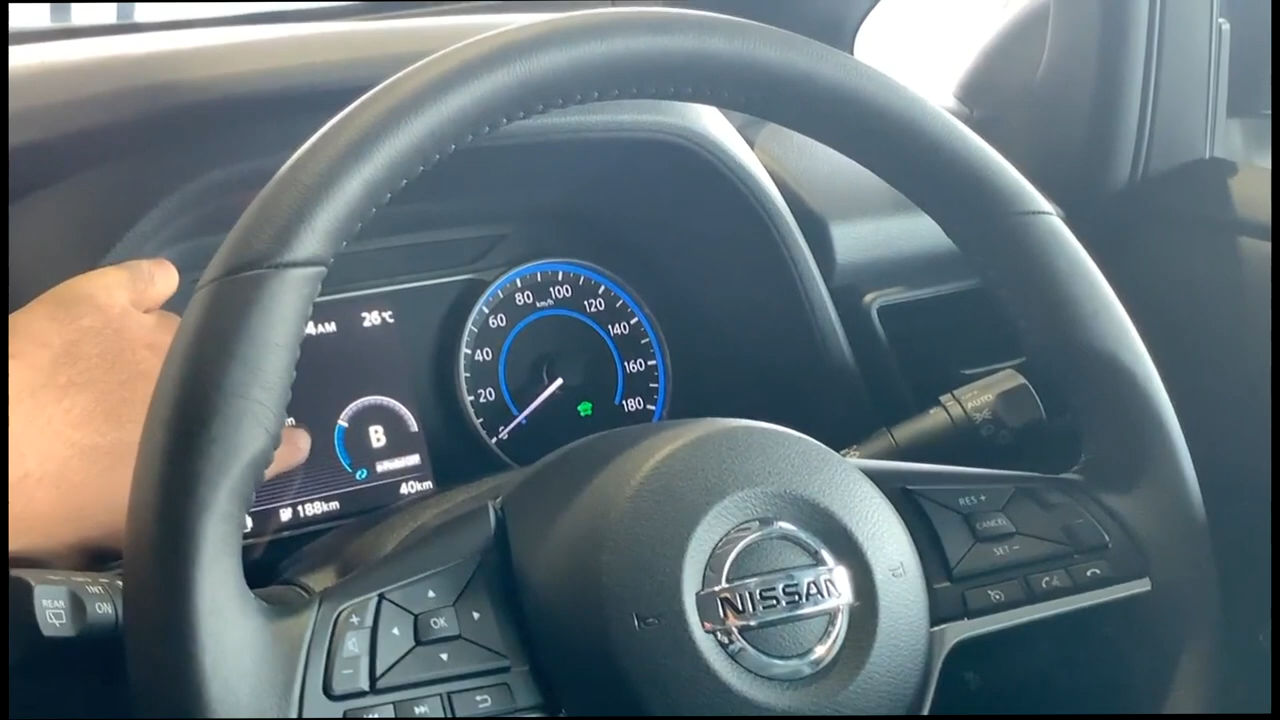 4AM
26℃
B
e-Pedal OFF
188km
40km
20
40
60
80
100
120
140
160
180
km/h
AUTO
RES +
CANCEL
SET −
NISSAN
OK
+
−
REAR
INT
ON